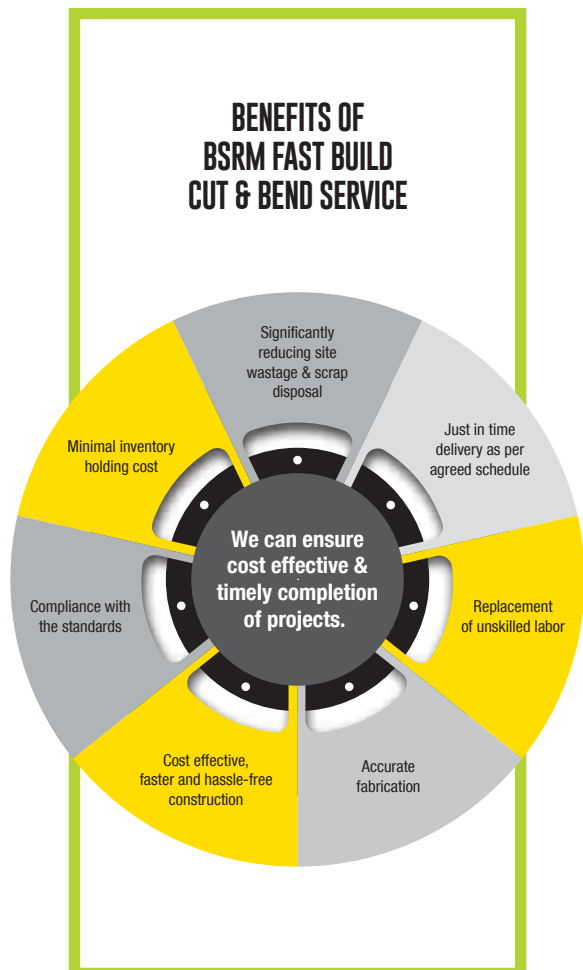 BENEFITS OF
BSRM FAST BUILD
CUT & BEND SERVICE
Significantly
reducing site
wastage & scrap
disposal
Just in time
delivery as per
agreed schedule
Replacement
of unskilled labor
Accurate
fabrication
Cost effective,
faster and hassle-free
construction
Compliance with
the standards
Minimal inventory
holding cost
We can ensure
cost effective &
timely completion
of projects.